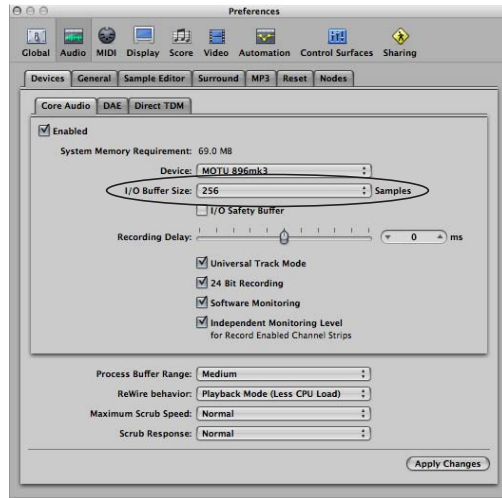 Preferences
Global Audio MIDI Display Score Video Automation Control Surfaces Sharing
Devices General Sample Editor Surround MP3 Reset Nodes
Core Audio DAE Direct TDM
Enabled
System Memory Requirement: 69.0 MB
Device: MOTU 896mk3
I/O Buffer Size: 256 Samples
I/O Safety Buffer
Recording Delay: 0 ms
Universal Track Mode
24 Bit Recording
Software Monitoring
Independent Monitoring Level
for Record Enabled Channel Strips
Process Buffer Range: Medium
ReWire behavior: Playback Mode (Less CPU Load)
Maximum Scrub Speed: Normal
Scrub Response: Normal
Apply Changes